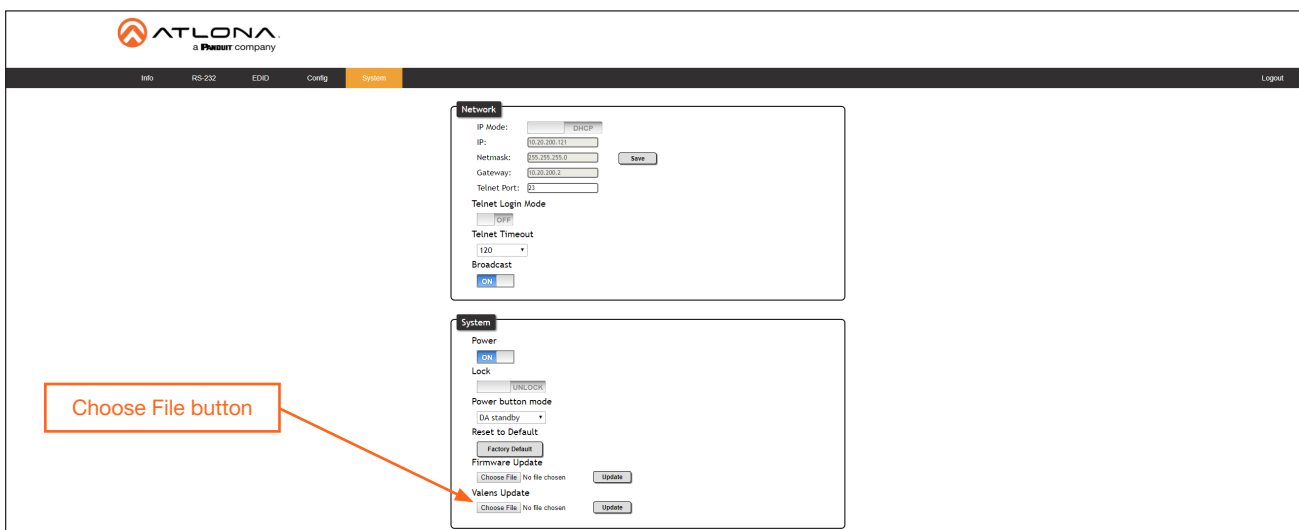 ATLONA.
a PANDUIT company
Info RS-232 EDID Config System Logout
Network
IP Mode: DHCP
IP: 10.20.200.121
Netmask: 255.255.255.0 Save
Gateway: 10.20.200.2
Telnet Port: 23
Telnet Login Mode
OFF
Telnet Timeout
120
Broadcast
ON
System
Power
ON
Lock
UNLOCK
Power button mode
DA standby
Reset to Default
Factory Default
Firmware Update
Choose File No file chosen Update
Valens Update
Choose File No file chosen Update
Choose File button